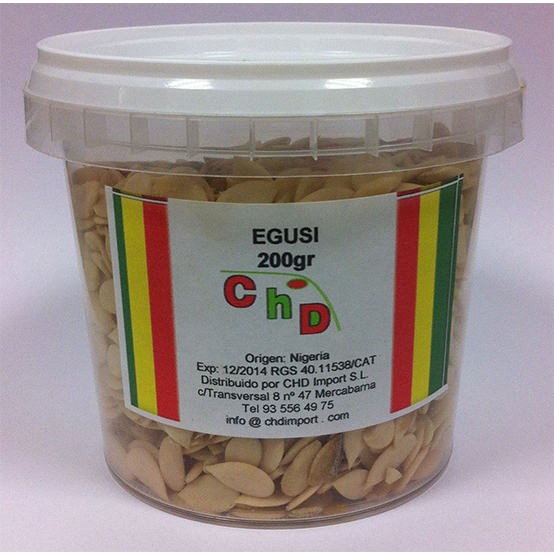 EGUSI
200gr
ChD
Origen: Nigeria
Exp: 12/2014 RGS 40.11538/CAT
Distribuido por CHD Import S.L.
c/Transversal 8 nº 47 Mercabarna
Tel 93 556 49 75
info @ chdimport . com